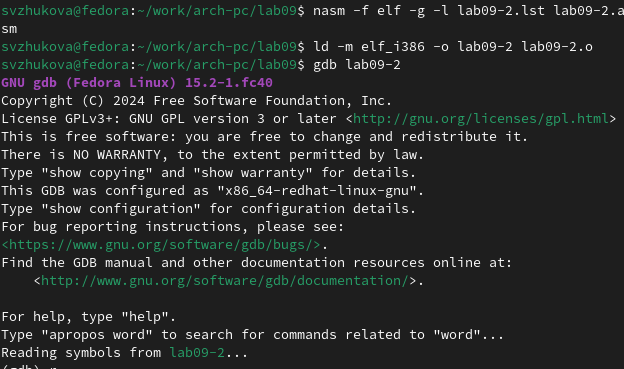 svzhukova@fedora:~/work/arch-pc/lab09$ nasm -f elf -g -l lab09-2.lst lab09-2.a
sm
svzhukova@fedora:~/work/arch-pc/lab09$ ld -m elf_i386 -o lab09-2 lab09-2.o
svzhukova@fedora:~/work/arch-pc/lab09$ gdb lab09-2
GNU gdb (Fedora Linux) 15.2-1.fc40
Copyright (C) 2024 Free Software Foundation, Inc.
License GPLv3+: GNU GPL version 3 or later <http://gnu.org/licenses/gpl.html>
This is free software: you are free to change and redistribute it.
There is NO WARRANTY, to the extent permitted by law.
Type "show copying" and "show warranty" for details.
This GDB was configured as "x86_64-redhat-linux-gnu".
Type "show configuration" for configuration details.
For bug reporting instructions, please see:
<https://www.gnu.org/software/gdb/bugs/>.
Find the GDB manual and other documentation resources online at:
    <http://www.gnu.org/software/gdb/documentation/>.

For help, type "help".
Type "apropos word" to search for commands related to "word"...
Reading symbols from lab09-2...
(gdb)